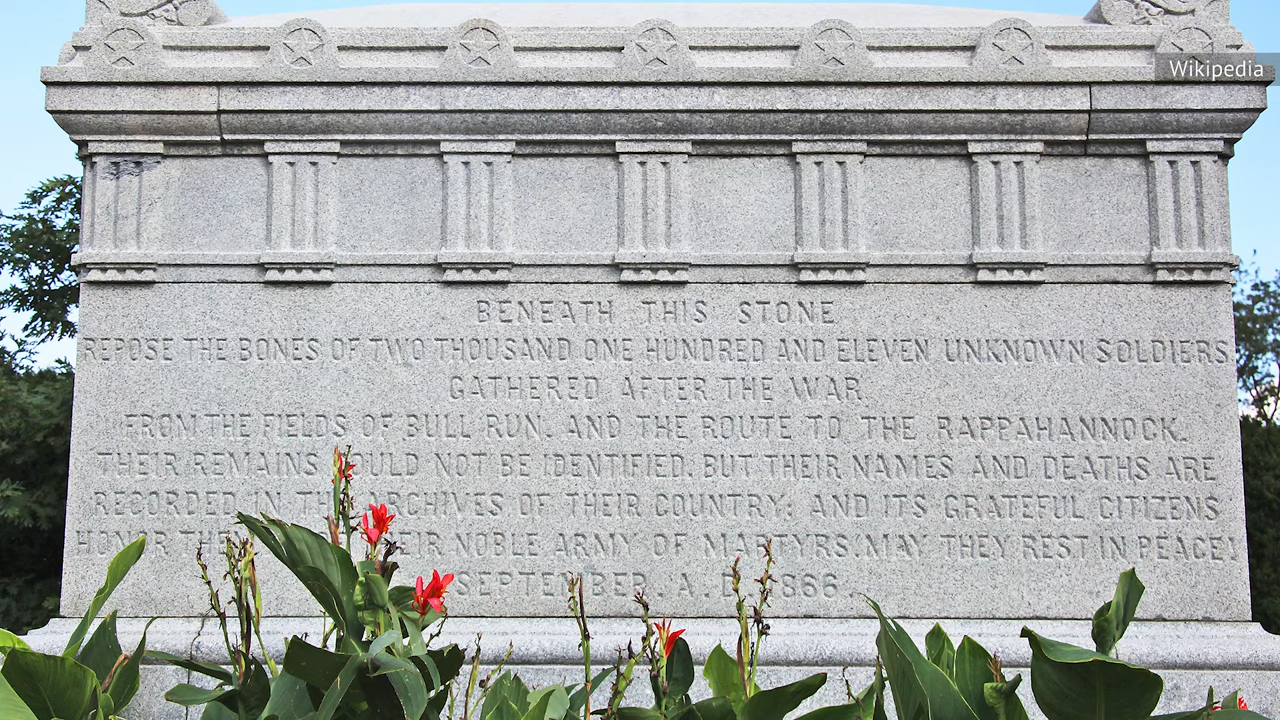 Wikipedia
BENEATH THIS STONE
REPOSE THE BONES OF TWO THOUSAND ONE HUNDRED AND ELEVEN UNKNOWN SOLDIERS
GATHERED AFTER THE WAR
FROM THE FIELDS OF BULL RUN, AND THE ROUTE TO THE RAPPAHANNOCK.
THEIR REMAINS COULD NOT BE IDENTIFIED, BUT THEIR NAMES AND DEATHS ARE
RECORDED IN THE ARCHIVES OF THEIR COUNTRY, AND ITS GRATEFUL CITIZENS
HONOR THEIR NOBLE ARMY OF MARTYRS. MAY THEY REST IN PEACE!
SEPTEMBER, A. D. 1866.